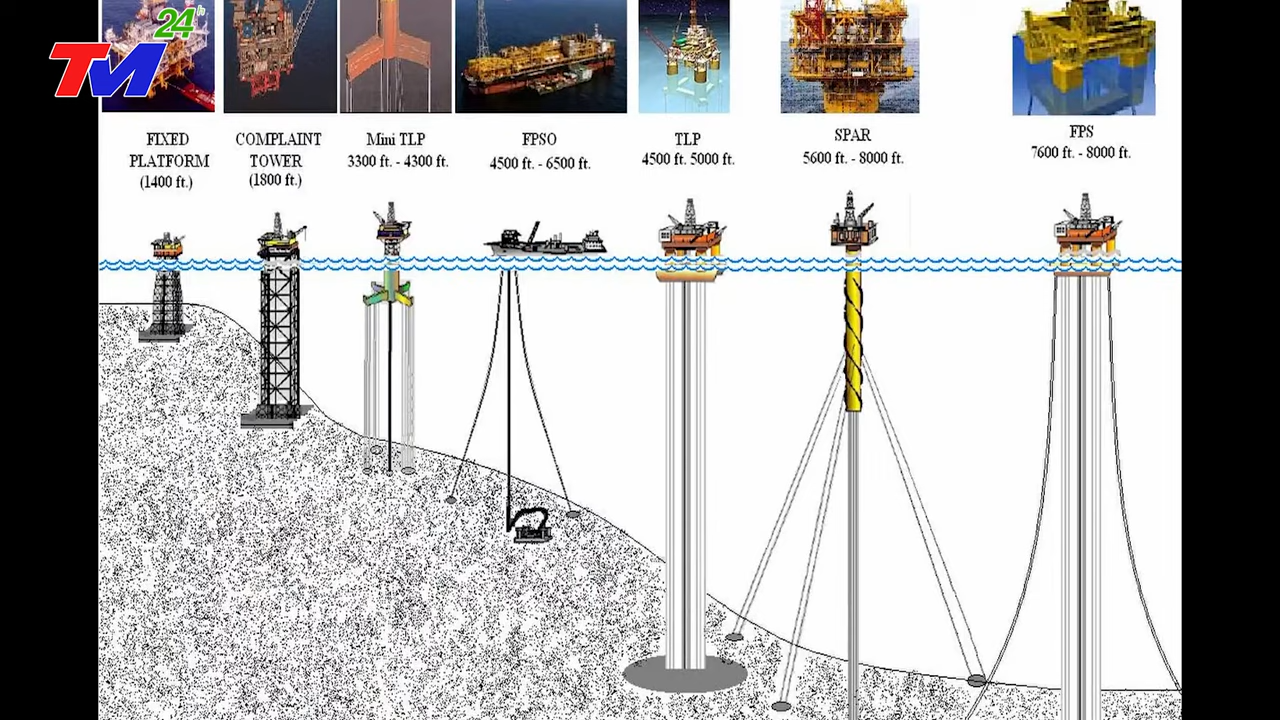 24h
TM
FIXED
PLATFORM
(1400 ft.)
COMPLAINT
TOWER
(1800 ft.)
Mini TLP
3300 ft. - 4300 ft.
FPSO
4500 ft. - 6500 ft.
TLP
4500 ft. 5000 ft.
SPAR
5600 ft. - 8000 ft.
FPS
7600 ft. - 8000 ft.